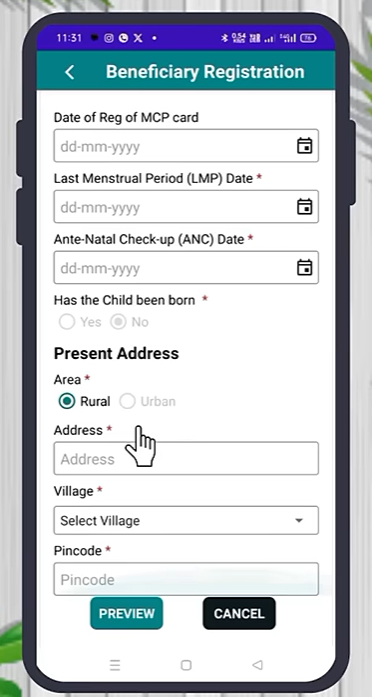 11:31
Beneficiary Registration
Date of Reg of MCP card
dd-mm-yyyy
Last Menstrual Period (LMP) Date *
dd-mm-yyyy
Ante-Natal Check-up (ANC) Date *
dd-mm-yyyy
Has the Child been born *
Yes No
Present Address
Area *
Rural Urban
Address *
Address
Village *
Select Village
Pincode *
Pincode
PREVIEW CANCEL